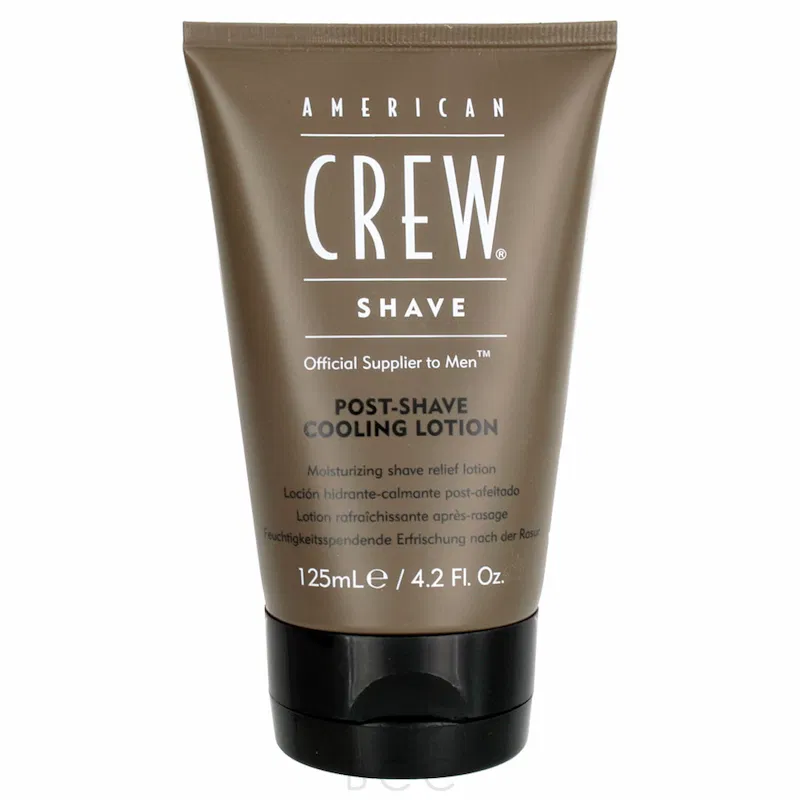 AMERICAN
CREW®
SHAVE
Official Supplier to Men™
POST-SHAVE
COOLING LOTION
Moisturizing shave relief lotion
Loción hidrante-calmante post-afeitado
Lotion rafraîchissante après-rasage
Feuchtigkeitsspendende Erfrischung nach der Rasur
125mL℮ / 4.2 Fl. Oz.